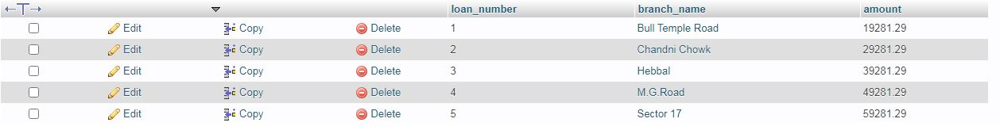 loan_number branch_name amount
Edit Copy Delete 1 Bull Temple Road 19281.29
Edit Copy Delete 2 Chandni Chowk 29281.29
Edit Copy Delete 3 Hebbal 39281.29
Edit Copy Delete 4 M.G.Road 49281.29
Edit Copy Delete 5 Sector 17 59281.29